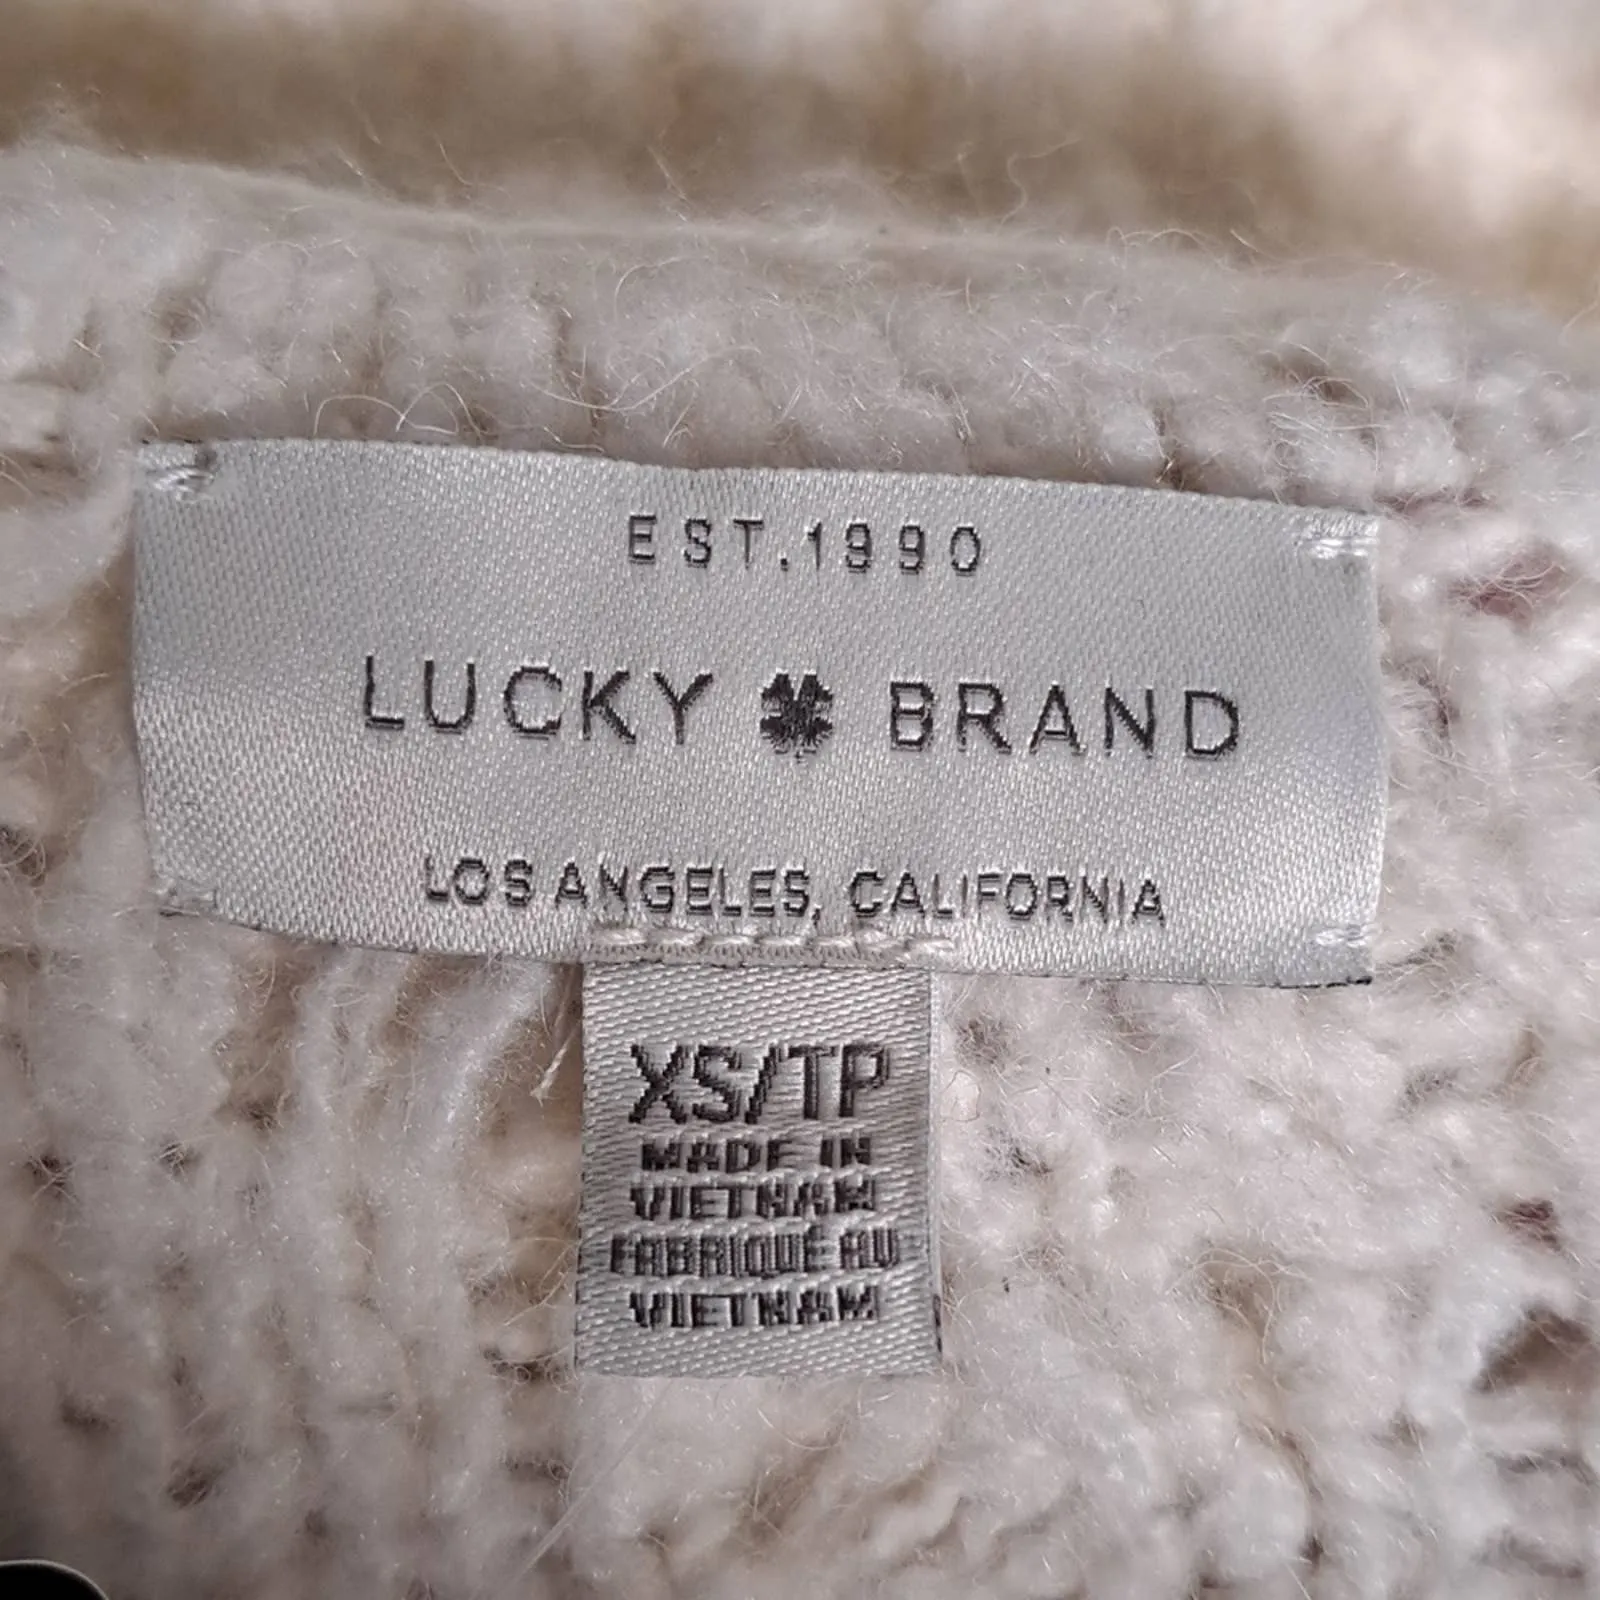 EST.1990
LUCKY BRAND
LOS ANGELES, CALIFORNIA
XS/TP
MADE IN
VIETNAM
FABRIQUÉ AU
VIETNAM